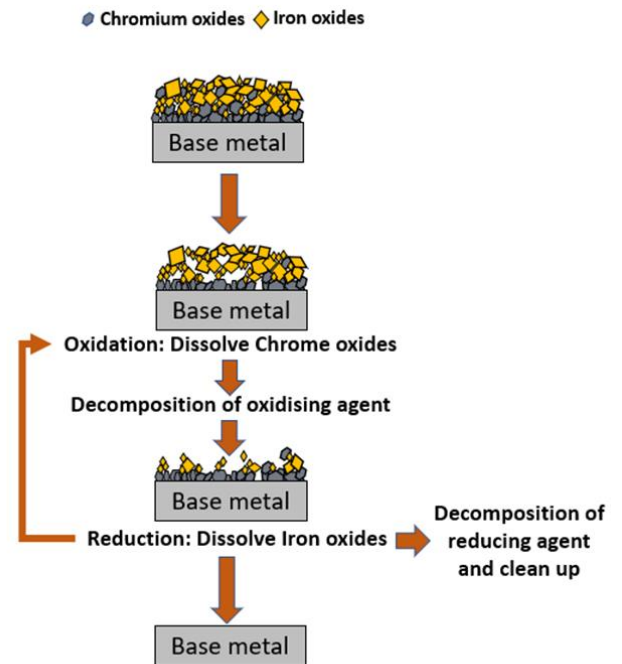 Chromium oxides Iron oxides
Base metal
Base metal
Oxidation: Dissolve Chrome oxides
Decomposition of oxidising agent
Base metal
Reduction: Dissolve Iron oxides
Decomposition of
reducing agent
and clean up
Base metal